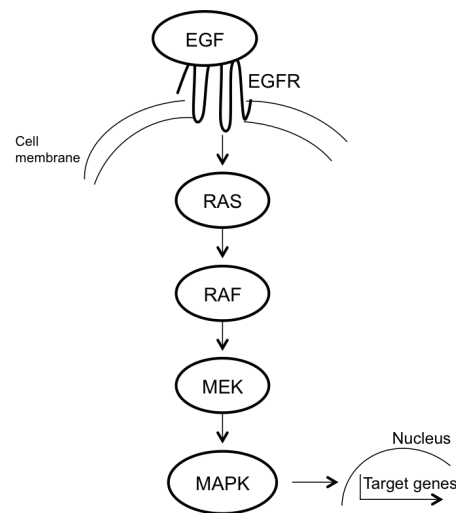 EGF
EGFR
Cell
membrane
RAS
RAF
MEK
Nucleus
MAPK
Target genes